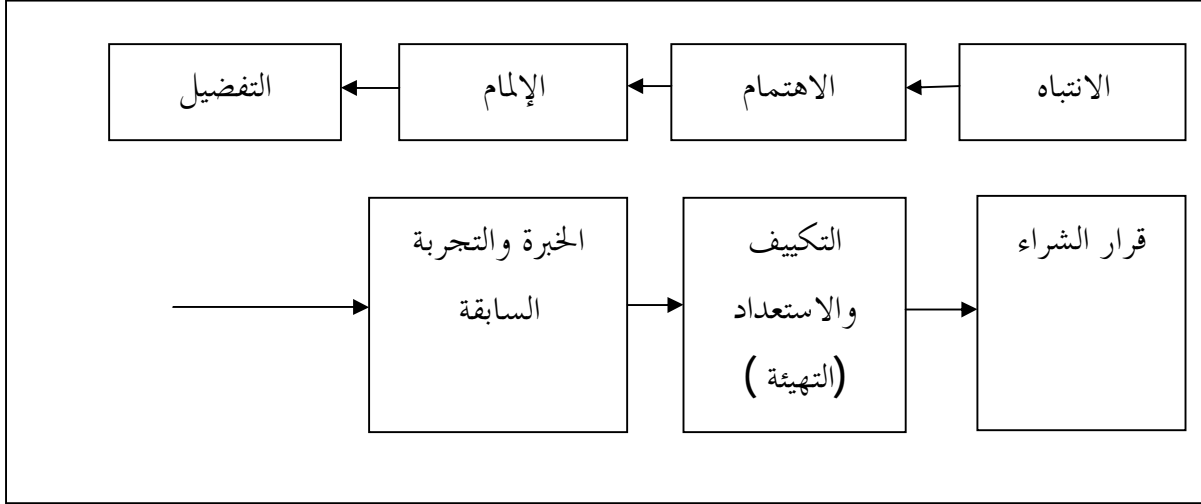 الانتباه
الاهتمام
الإلمام
التفضيل
الخبرة والتجربة
السابقة
التكييف
والاستعداد
(التهيئة )
قرار الشراء